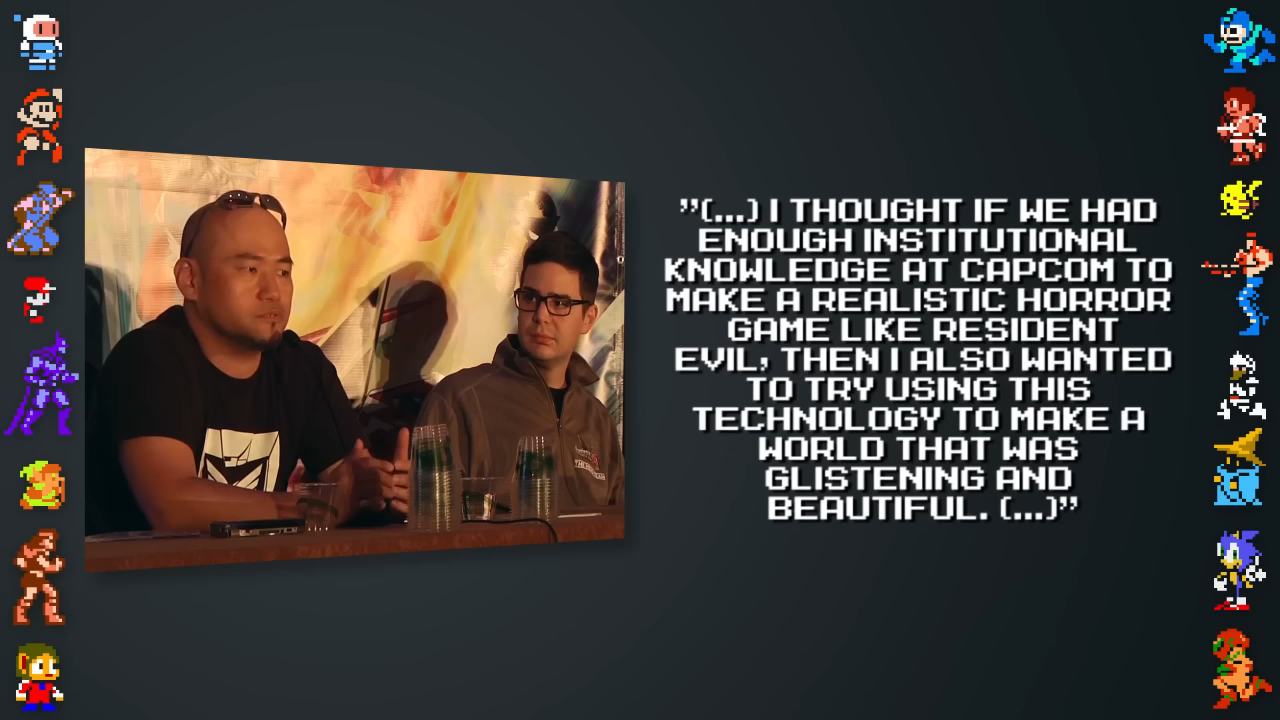 "(...) I THOUGHT IF WE HAD
ENOUGH INSTITUTIONAL
KNOWLEDGE AT CAPCOM TO
MAKE A REALISTIC HORROR
GAME LIKE RESIDENT
EVIL, THEN I ALSO WANTED
TO TRY USING THIS
TECHNOLOGY TO MAKE A
WORLD THAT WAS
GLISTENING AND
BEAUTIFUL. (...)"